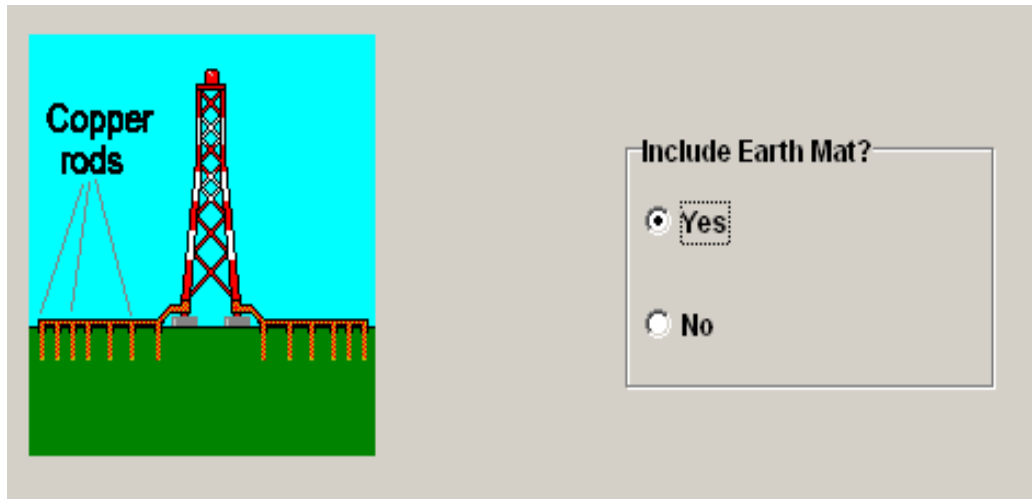 Copper
rods
Include Earth Mat?
Yes
No